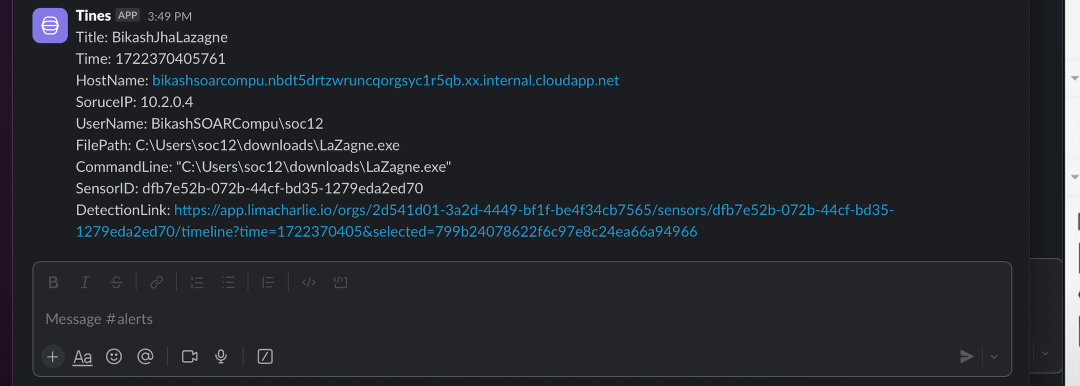 Tines APP 3:49 PM
Title: BikashJhaLazagne
Time: 1722370405761
HostName: bikashsoarcompu.nbdt5drtzwruncqorgsyc1r5qb.xx.internal.cloudapp.net
SoruceIP: 10.2.0.4
UserName: BikashSOARCompu\soc12
FilePath: C:\Users\soc12\downloads\LaZagne.exe
CommandLine: "C:\Users\soc12\downloads\LaZagne.exe"
SensorID: dfb7e52b-072b-44cf-bd35-1279eda2ed70
DetectionLink: https://app.limacharlie.io/orgs/2d541d01-3a2d-4449-bf1f-be4f34cb7565/sensors/dfb7e52b-072b-44cf-bd35-
1279eda2ed70/timeline?time=1722370405&selected=799b24078622f6c97e8c24ea66a94966
B I S
Message #alerts
+ Aa @